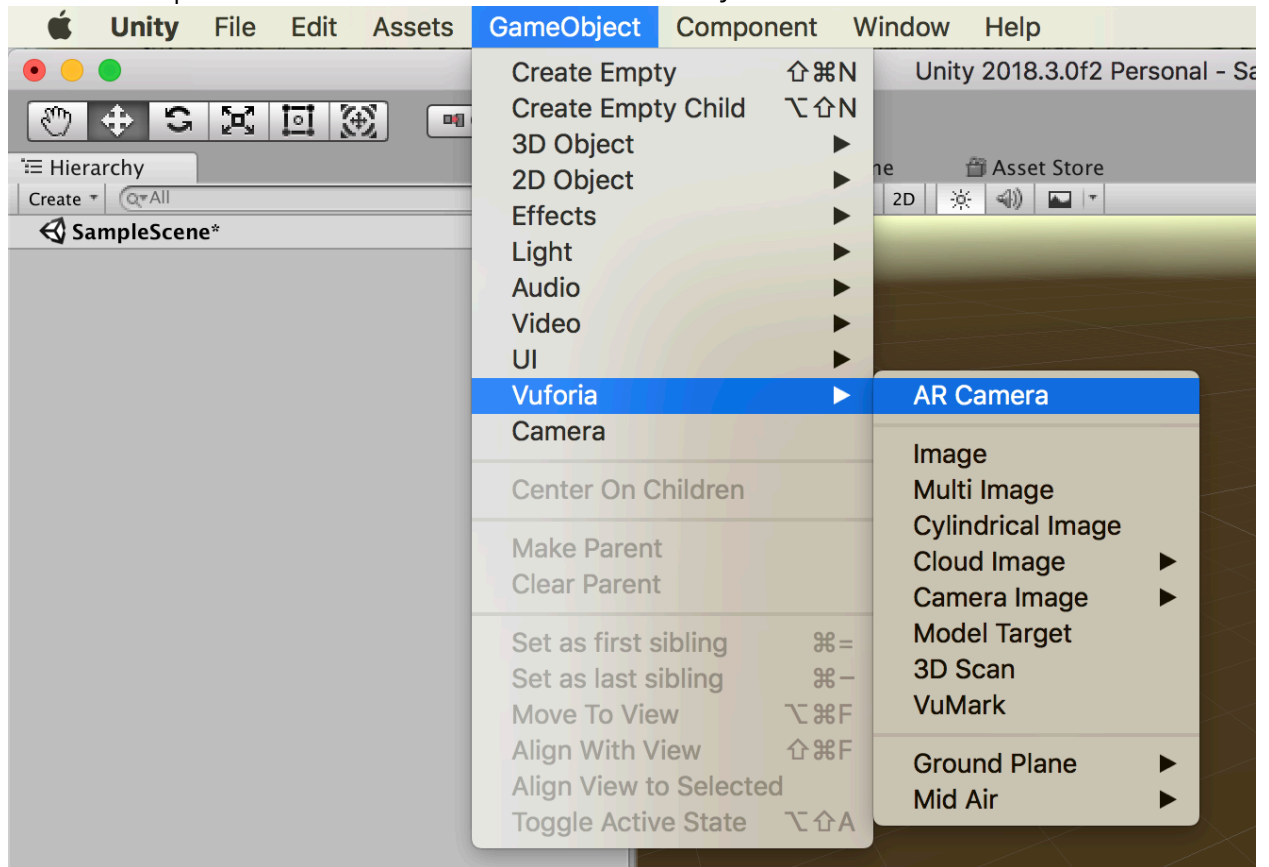 Unity File Edit Assets GameObject Component Window Help
Unity 2018.3.0f2 Personal - Sa
Hierarchy
Asset Store
Create All
2D
SampleScene*
Create Empty ⇧⌘N
Create Empty Child ⌥⇧N
3D Object
2D Object
Effects
Light
Audio
Video
UI
Vuforia
Camera
Center On Children
Make Parent
Clear Parent
Set as first sibling ⌘=
Set as last sibling ⌘−
Move To View ⌥⌘F
Align With View ⇧⌘F
Align View to Selected
Toggle Active State ⌥⇧A
AR Camera
Image
Multi Image
Cylindrical Image
Cloud Image
Camera Image
Model Target
3D Scan
VuMark
Ground Plane
Mid Air